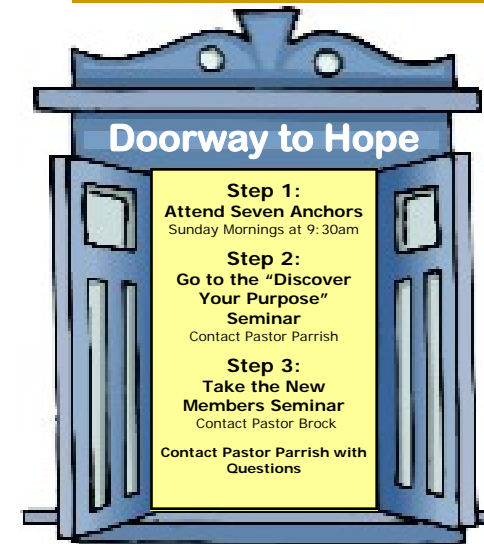 Doorway to Hope
Step 1:
Attend Seven Anchors
Sunday Mornings at 9:30am
Step 2:
Go to the “Discover
Your Purpose”
Seminar
Contact Pastor Parrish
Step 3:
Take the New
Members Seminar
Contact Pastor Brock
Contact Pastor Parrish with
Questions